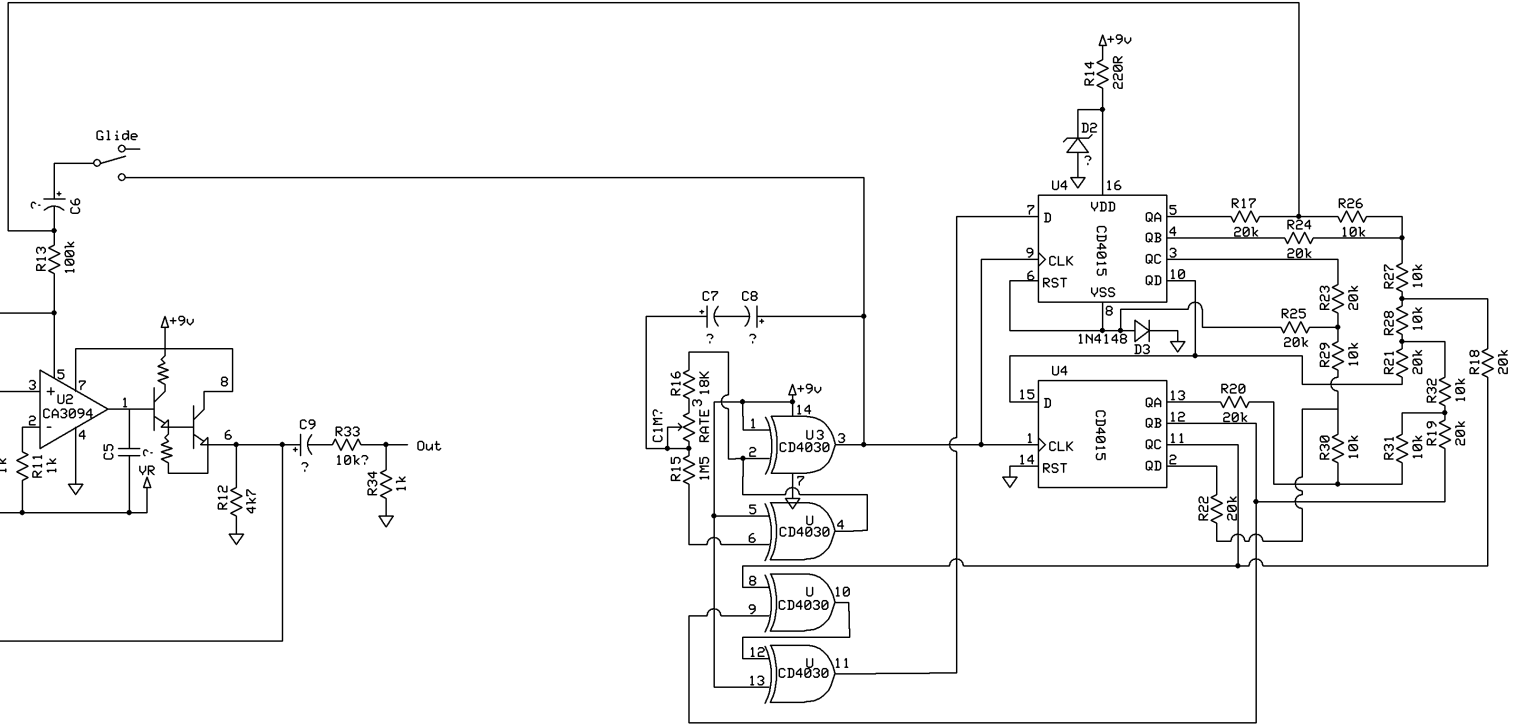 +9v
R14
220R
Glide
D2
?
+
?
C6
U4
16
VDD
7
D
QA
5
R17
20k
R26
10k
QB
4
R24
20k
CD4015
R13
100k
9
CLK
QC
3
6
RST
QD
10
R27
10k
VSS
8
R23
20k
C7
C8
+
+
?
?
+9v
1N4148
D3
R25
20k
R28
10k
R29
10k
R21
20k
R18
20k
U4
5
7
8
3
+
U2
CA3094
2
-
4
1
R16
18K
C1M?
RATE
3
R15
1M5
+9v
14
1
U3
CD4030
2
3
7
15
D
QA
13
R20
20k
QB
12
CD4015
1
CLK
QC
11
14
RST
QD
2
R32
10k
R19
20k
R30
10k
R31
10k
R22
20k
6
C9
+
?
R33
10k?
Out
R34
1k
1k
R11
1k
C5
?
VR
R12
4k7
5
U
CD4030
6
4
8
U
CD4030
9
10
12
U
CD4030
13
11